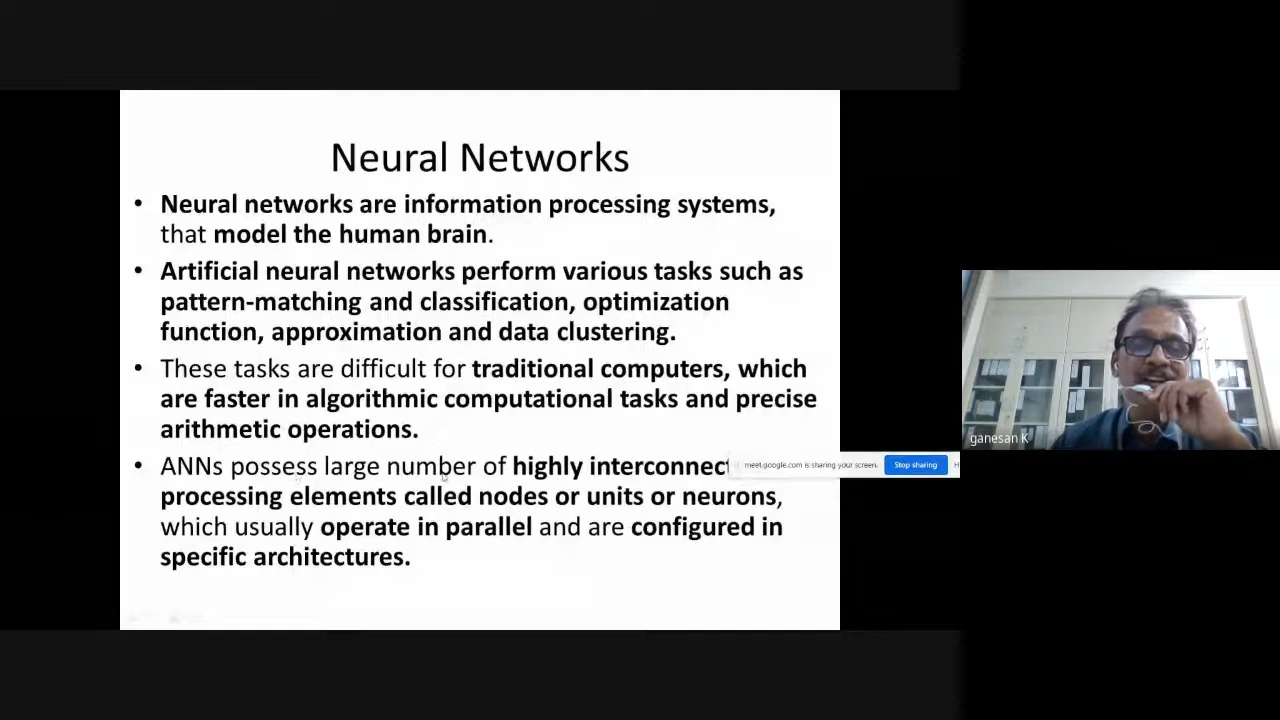 Neural Networks
• Neural networks are information processing systems,
that model the human brain.
• Artificial neural networks perform various tasks such as
pattern-matching and classification, optimization
function, approximation and data clustering.
• These tasks are difficult for traditional computers, which
are faster in algorithmic computational tasks and precise
arithmetic operations.
• ANNs possess large number of highly interconnect
processing elements called nodes or units or neurons,
which usually operate in parallel and are configured in
specific architectures.
meet.google.com is sharing your screen.
Stop sharing
H
ganesan K